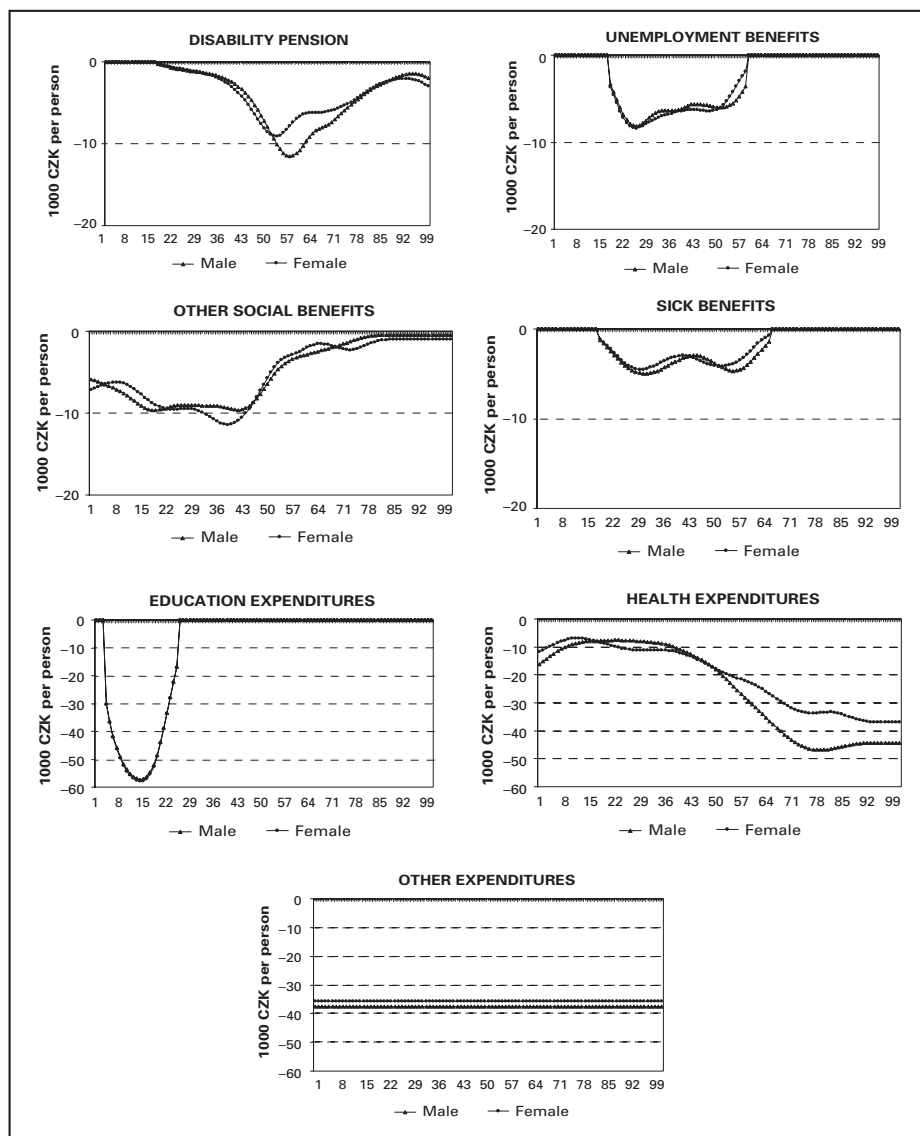 DISABILITY PENSION
1000 CZK per person
0
−10
−20
1 8 15 22 29 36 43 50 57 64 71 78 85 92 99
Male Female
UNEMPLOYMENT BENEFITS
1000 CZK per person
0
−5
−10
−15
−20
1 8 15 22 29 36 43 50 57 64 71 78 85 92 99
Male Female
OTHER SOCIAL BENEFITS
1000 CZK per person
0
−10
−20
1 8 15 22 29 36 43 50 57 64 71 78 85 92 99
Male Female
SICK BENEFITS
1000 CZK per person
0
−5
−10
−15
−20
1 8 15 22 29 36 43 50 57 64 71 78 85 92 99
Male Female
EDUCATION EXPENDITURES
1000 CZK per person
0
−10
−20
−30
−40
−50
−60
1 8 15 22 29 36 43 50 57 64 71 78 85 92 99
Male Female
HEALTH EXPENDITURES
1000 CZK per person
0
−10
−20
−30
−40
−50
−60
1 8 15 22 29 36 43 50 57 64 71 78 85 92 99
Male Female
OTHER EXPENDITURES
1000 CZK per person
0
−10
−20
−30
−40
−50
−60
1 8 15 22 29 36 43 50 57 64 71 78 85 92 99
Male Female